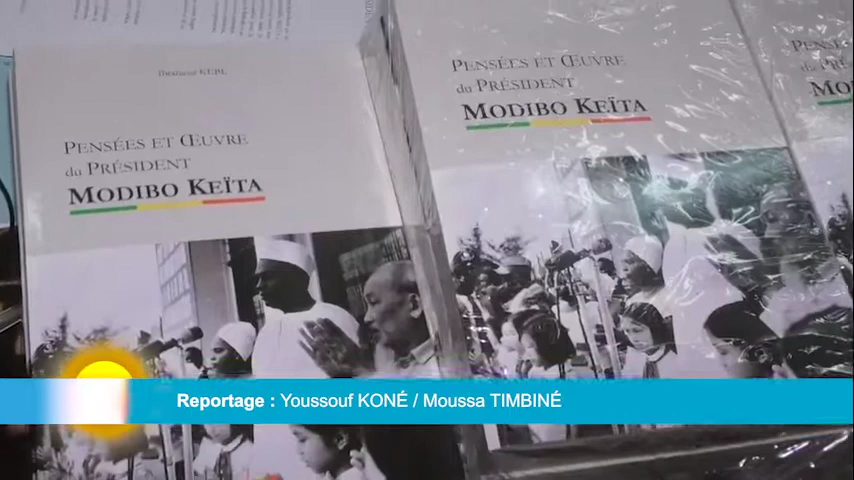 PENSÉES ET ŒUVRE
du PRÉSIDENT
MODIBO KEÏTA
PENSÉES ET ŒUVRE
du PRÉSIDENT
MODIBO KEÏTA
Reportage : Youssouf KONÉ / Moussa TIMBINÉ